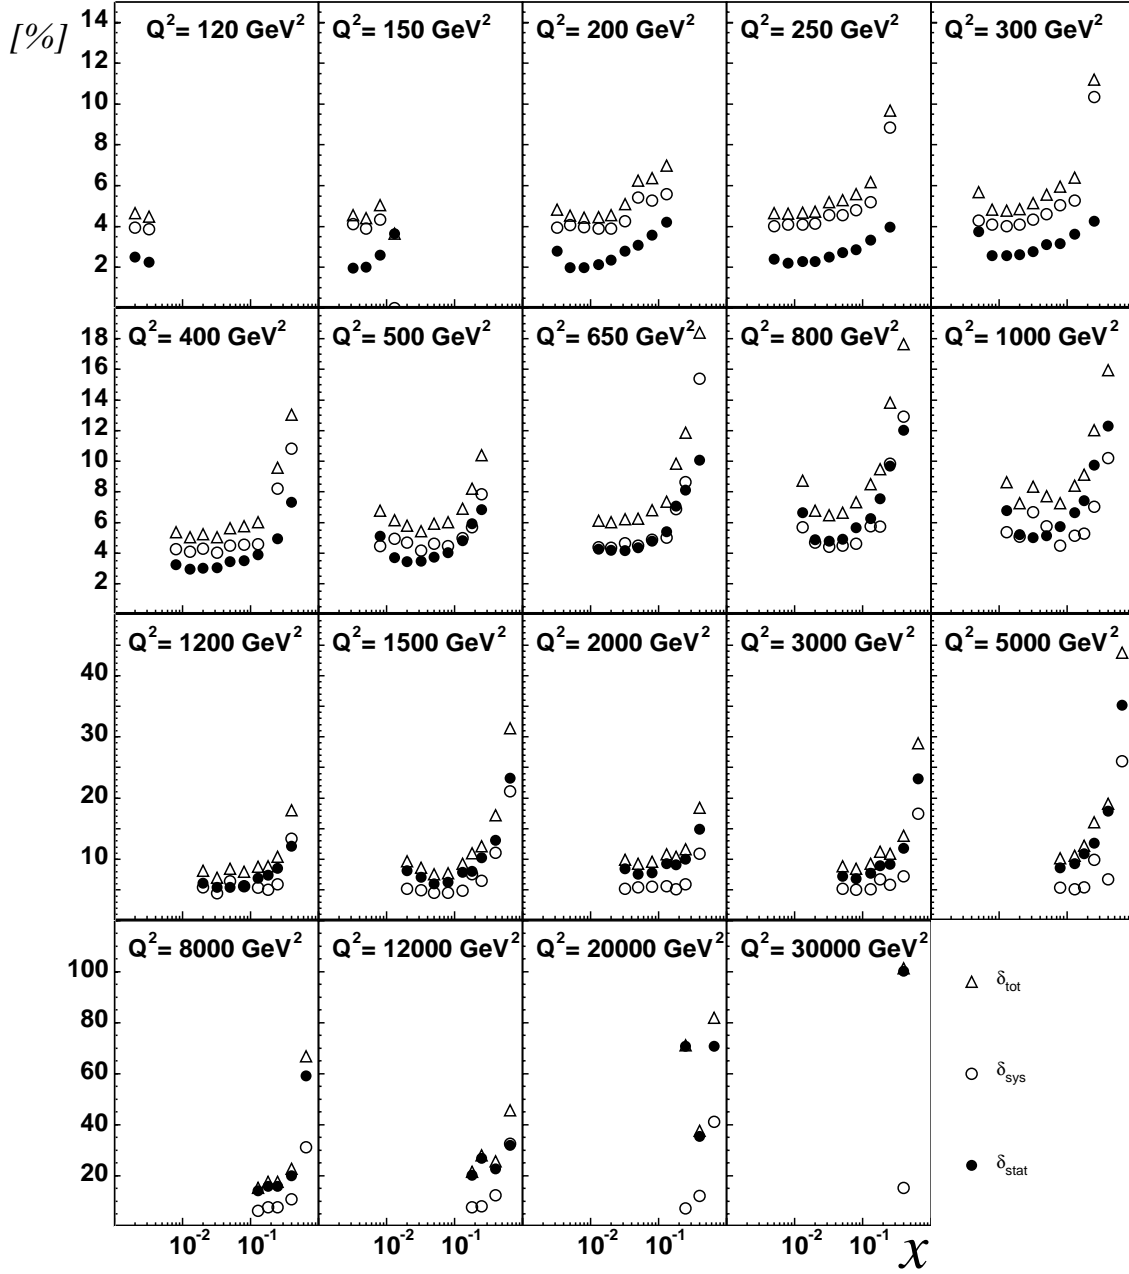 [%]
Q² = 120 GeV²
Q² = 150 GeV²
Q² = 200 GeV²
Q² = 250 GeV²
Q² = 300 GeV²
14
12
10
8
6
4
2
Q² = 400 GeV²
Q² = 500 GeV²
Q² = 650 GeV²
Q² = 800 GeV²
Q² = 1000 GeV²
18
16
14
12
10
8
6
4
2
Q² = 1200 GeV²
Q² = 1500 GeV²
Q² = 2000 GeV²
Q² = 3000 GeV²
Q² = 5000 GeV²
40
30
20
10
Q² = 8000 GeV²
Q² = 12000 GeV²
Q² = 20000 GeV²
Q² = 30000 GeV²
100
80
60
40
20
δtot
δsys
δstat
10⁻² 10⁻¹ 10⁻² 10⁻¹ 10⁻² 10⁻¹ 10⁻² 10⁻¹ x